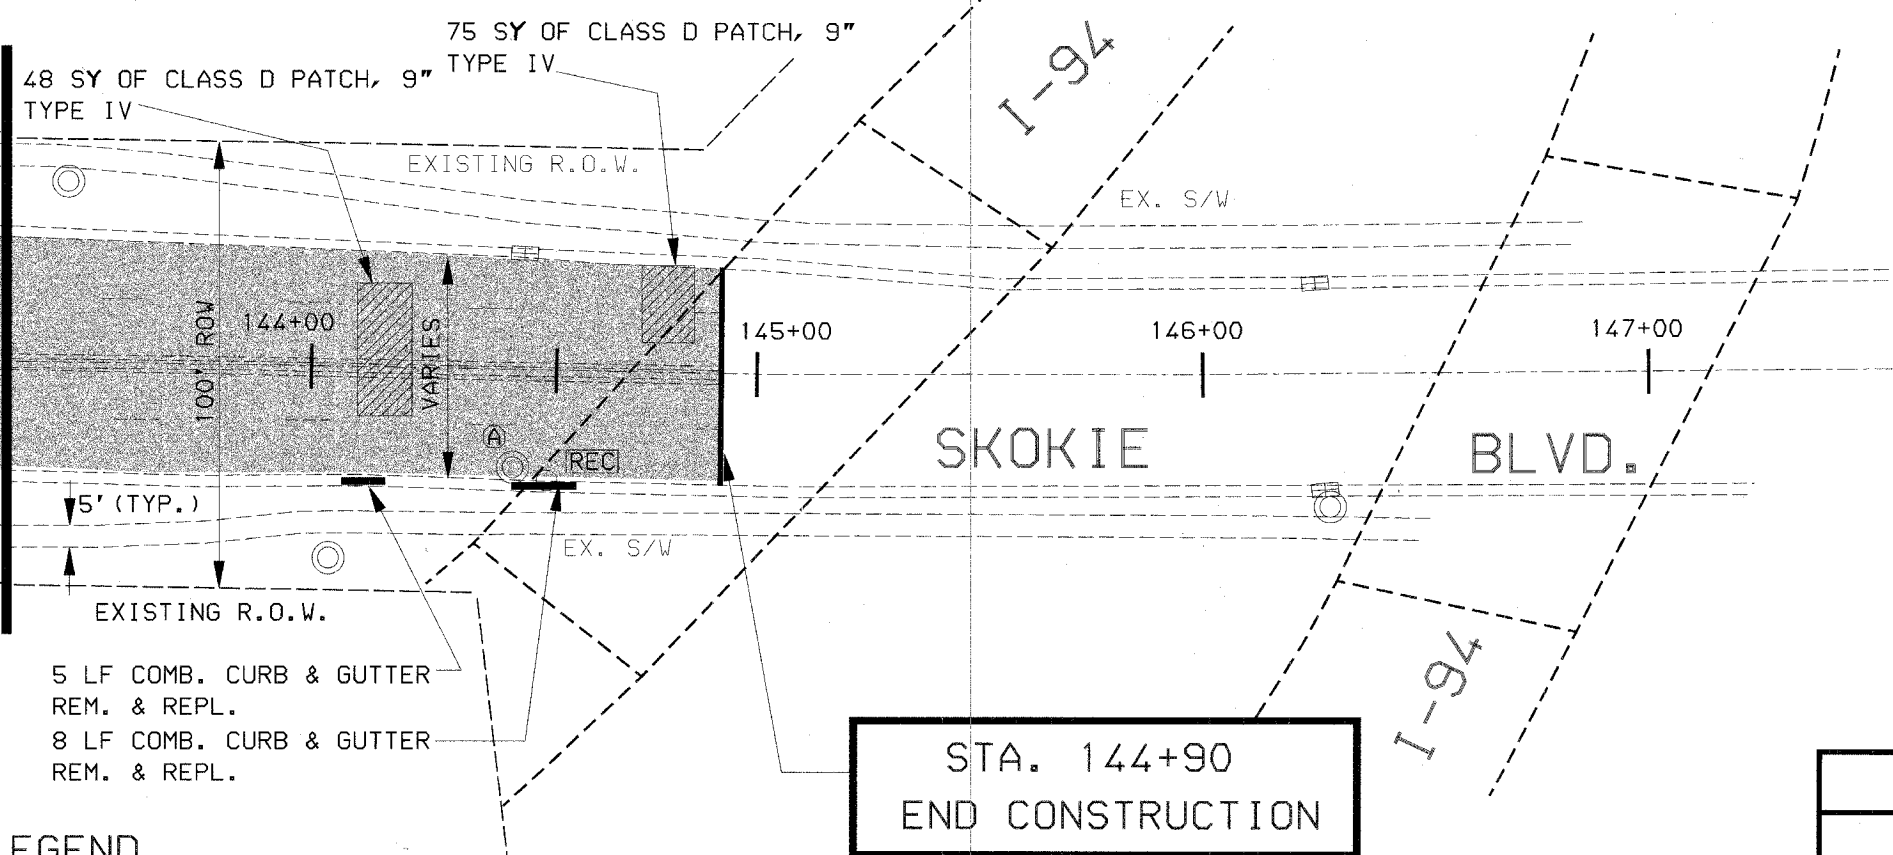 75 SY OF CLASS D PATCH, 9"
TYPE IV
48 SY OF CLASS D PATCH, 9"
TYPE IV
I-94
EXISTING R.O.W.
EX. S/W
100' ROW
144+00
VARIES
145+00
146+00
147+00
A
REC
SKOKIE BLVD.
5' (TYP.)
EX. S/W
EXISTING R.O.W.
5 LF COMB. CURB & GUTTER
REM. & REPL.
8 LF COMB. CURB & GUTTER
REM. & REPL.
I-94
STA. 144+90
END CONSTRUCTION
EGEND